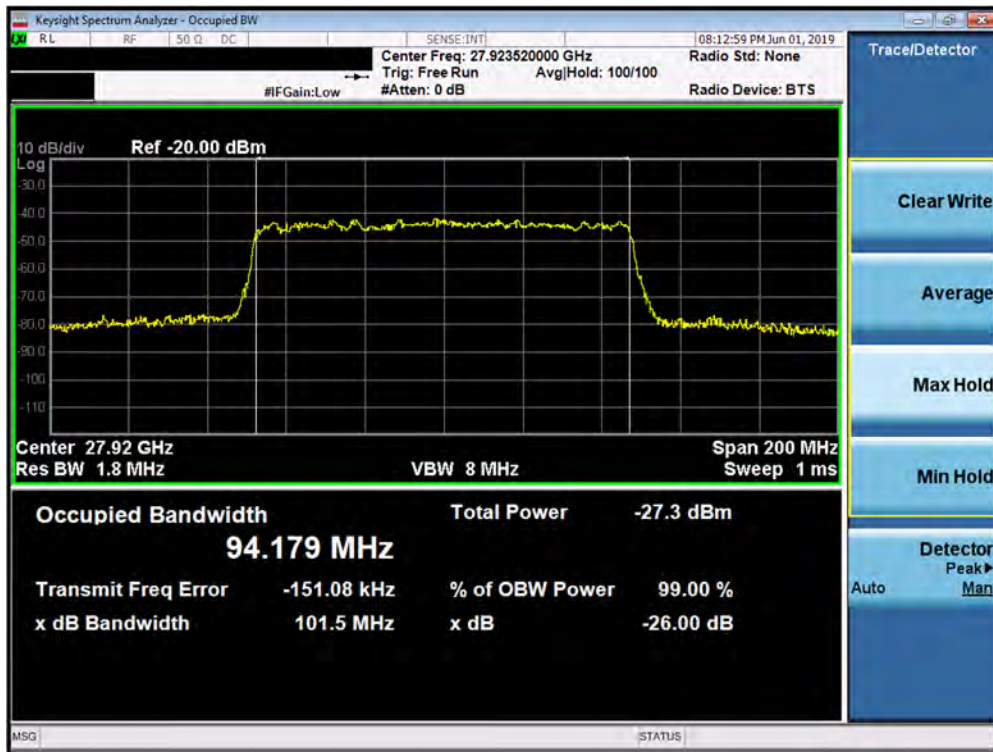 Keysight Spectrum Analyzer - Occupied BW
LXI RL RF 50 Ω DC SENSE:INT 08:12:59 PM Jun 01, 2019
Center Freq: 27.923520000 GHz Radio Std: None
Trig: Free Run Avg|Hold: 100/100
#IFGain:Low #Atten: 0 dB Radio Device: BTS
10 dB/div Ref -20.00 dBm
Log
-30.0
-40.0
-50.0
-60.0
-70.0
-80.0
-90.0
-100
-110
Center 27.92 GHz Span 200 MHz
Res BW 1.8 MHz VBW 8 MHz Sweep 1 ms
Occupied Bandwidth Total Power -27.3 dBm
94.179 MHz
Transmit Freq Error -151.08 kHz % of OBW Power 99.00 %
x dB Bandwidth 101.5 MHz x dB -26.00 dB
MSG STATUS
Trace/Detector
Clear Write
Average
Max Hold
Min Hold
Detector
Peak▶
Auto Man